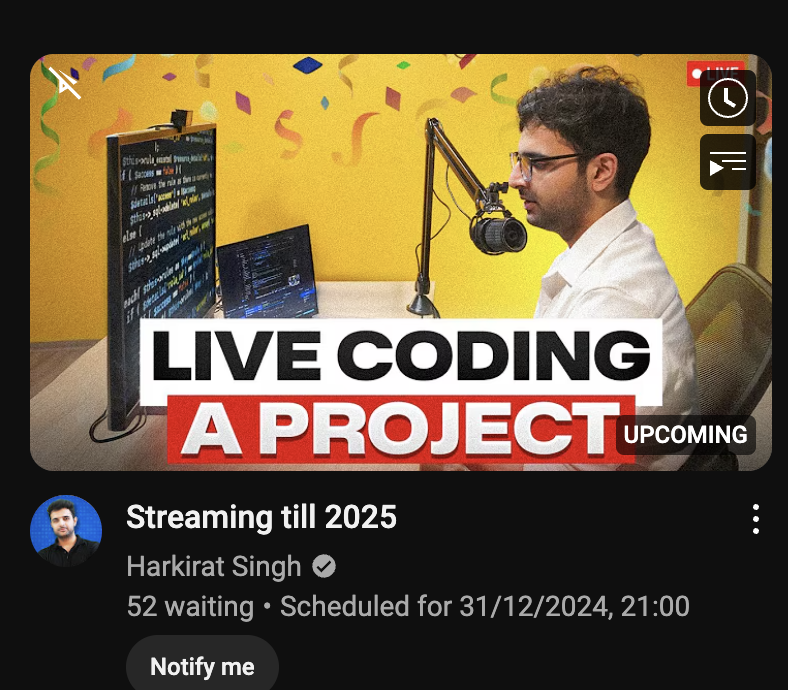 LIVE
LIVE CODING
A PROJECT
UPCOMING
Streaming till 2025
Harkirat Singh
52 waiting • Scheduled for 31/12/2024, 21:00
Notify me